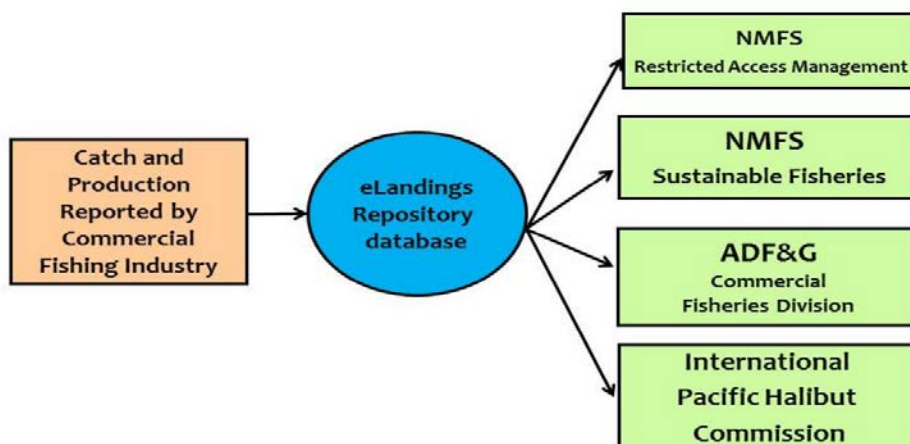 Catch and
Production
Reported by
Commercial
Fishing Industry
eLandings
Repository
database
NMFS
Restricted Access Management
NMFS
Sustainable Fisheries
ADF&G
Commercial
Fisheries Division
International
Pacific Halibut
Commission